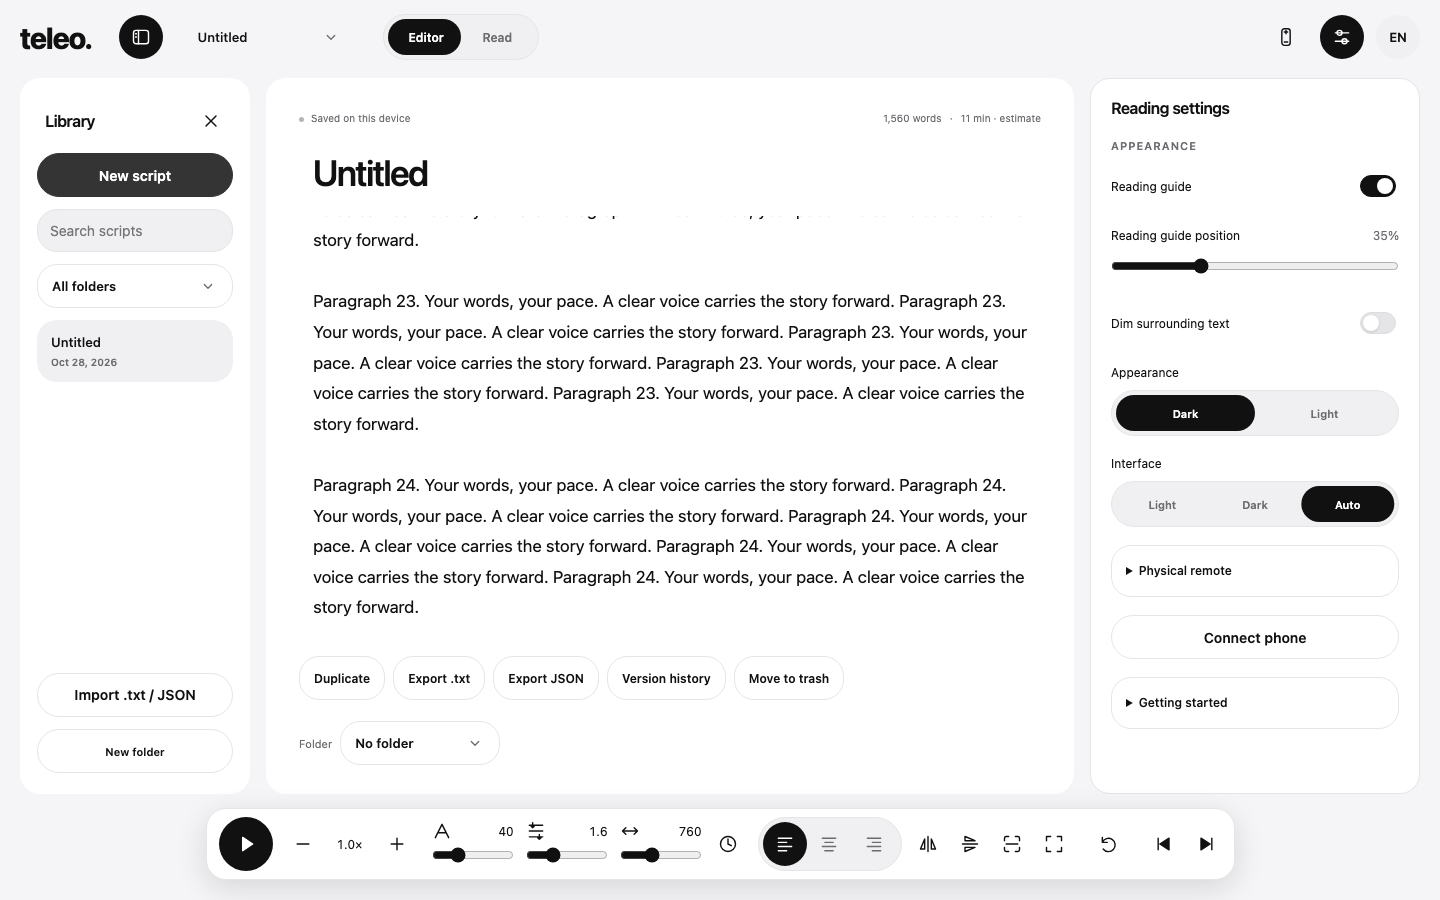 teleo.
Untitled
Editor
Read
EN
Library
New script
Search scripts
All folders
Untitled
Oct 28, 2026
Import .txt / JSON
New folder
Saved on this device
1,560 words · 11 min · estimate
Untitled
story forward.
Paragraph 23. Your words, your pace. A clear voice carries the story forward. Paragraph 23.
Your words, your pace. A clear voice carries the story forward. Paragraph 23. Your words, your
pace. A clear voice carries the story forward. Paragraph 23. Your words, your pace. A clear
voice carries the story forward. Paragraph 23. Your words, your pace. A clear voice carries the
story forward.
Paragraph 24. Your words, your pace. A clear voice carries the story forward. Paragraph 24.
Your words, your pace. A clear voice carries the story forward. Paragraph 24. Your words, your
pace. A clear voice carries the story forward. Paragraph 24. Your words, your pace. A clear
voice carries the story forward. Paragraph 24. Your words, your pace. A clear voice carries the
story forward.
Duplicate
Export .txt
Export JSON
Version history
Move to trash
Folder
No folder
Reading settings
APPEARANCE
Reading guide
Reading guide position
35%
Dim surrounding text
Appearance
Dark
Light
Interface
Light
Dark
Auto
Physical remote
Connect phone
Getting started
1.0×
40
1.6
760